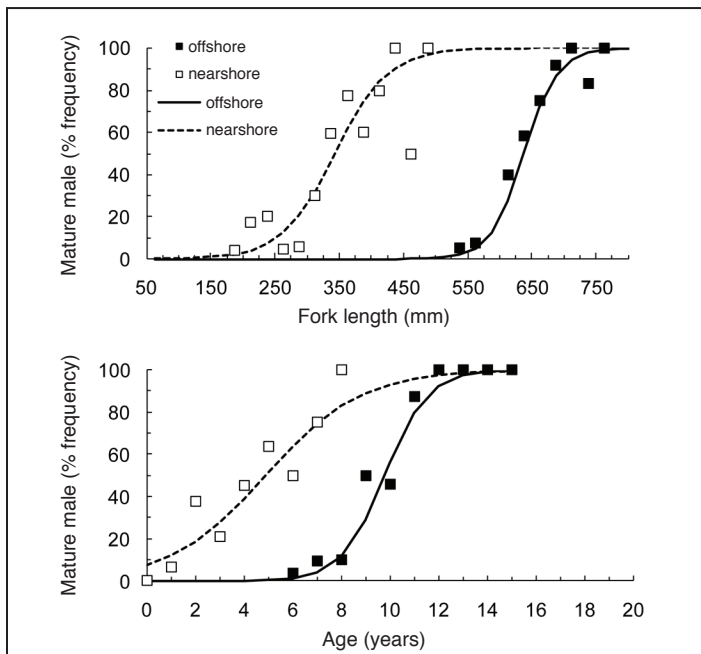 Mature male (% frequency)
100
80
60
40
20
0
offshore
nearshore
offshore
nearshore
50 150 250 350 450 550 650 750
Fork length (mm)
Mature male (% frequency)
100
80
60
40
20
0
0 2 4 6 8 10 12 14 16 18 20
Age (years)